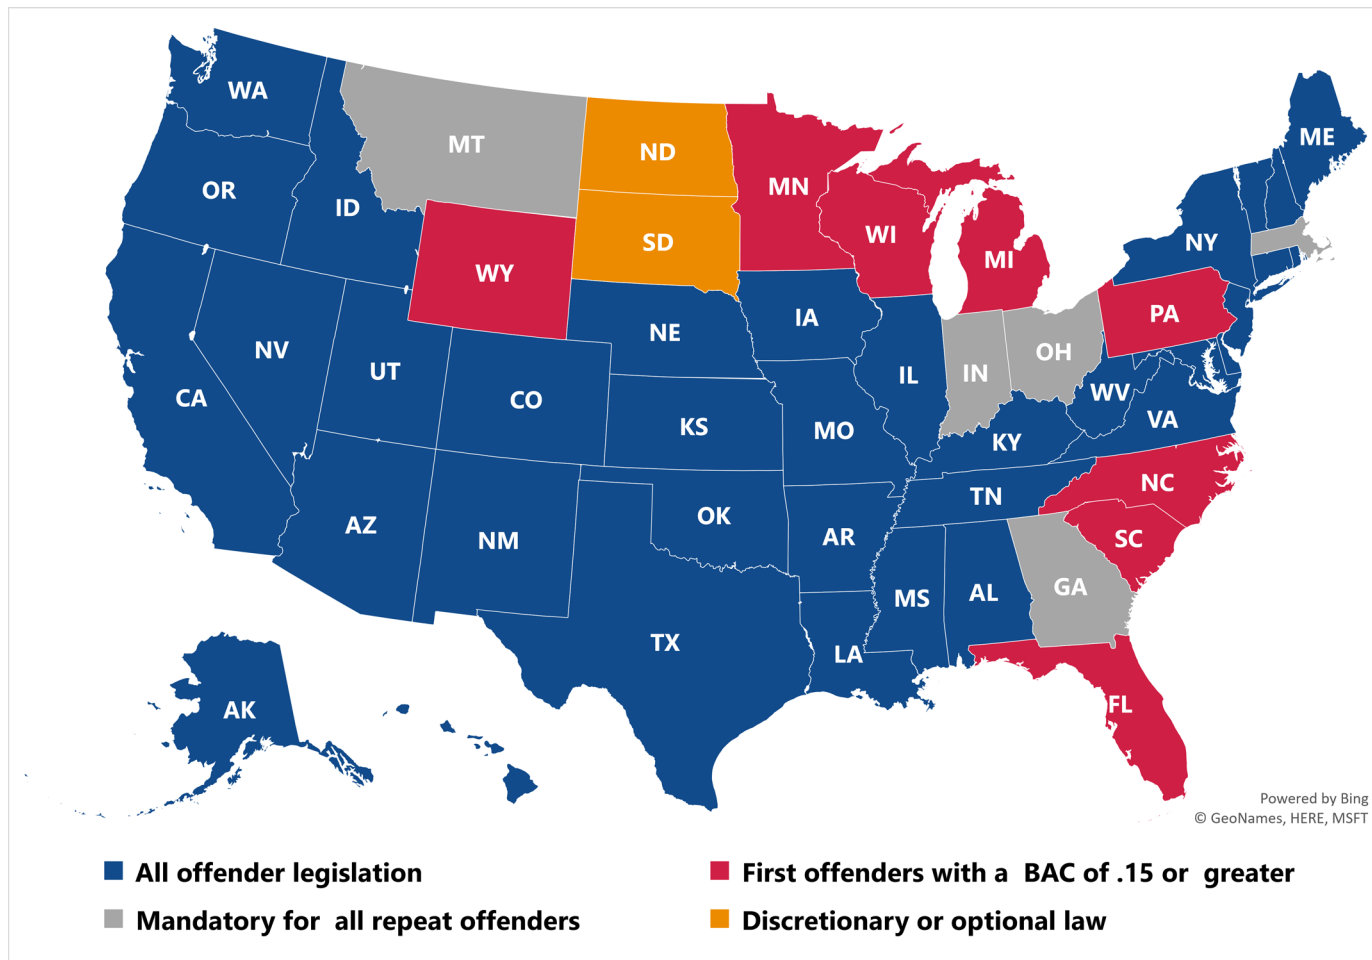 WA
ME
MT
ND
MN
OR
ID
SD
WI
NY
MI
WY
PA
IA
NE
NV
OH
UT
IL
IN
CO
WV
CA
VA
KS
MO
KY
NC
TN
OK
AZ
AR
SC
NM
GA
MS
AL
TX
LA
FL
AK
Powered by Bing
© GeoNames, HERE, MSFT
All offender legislation
First offenders with a BAC of .15 or greater
Mandatory for all repeat offenders
Discretionary or optional law